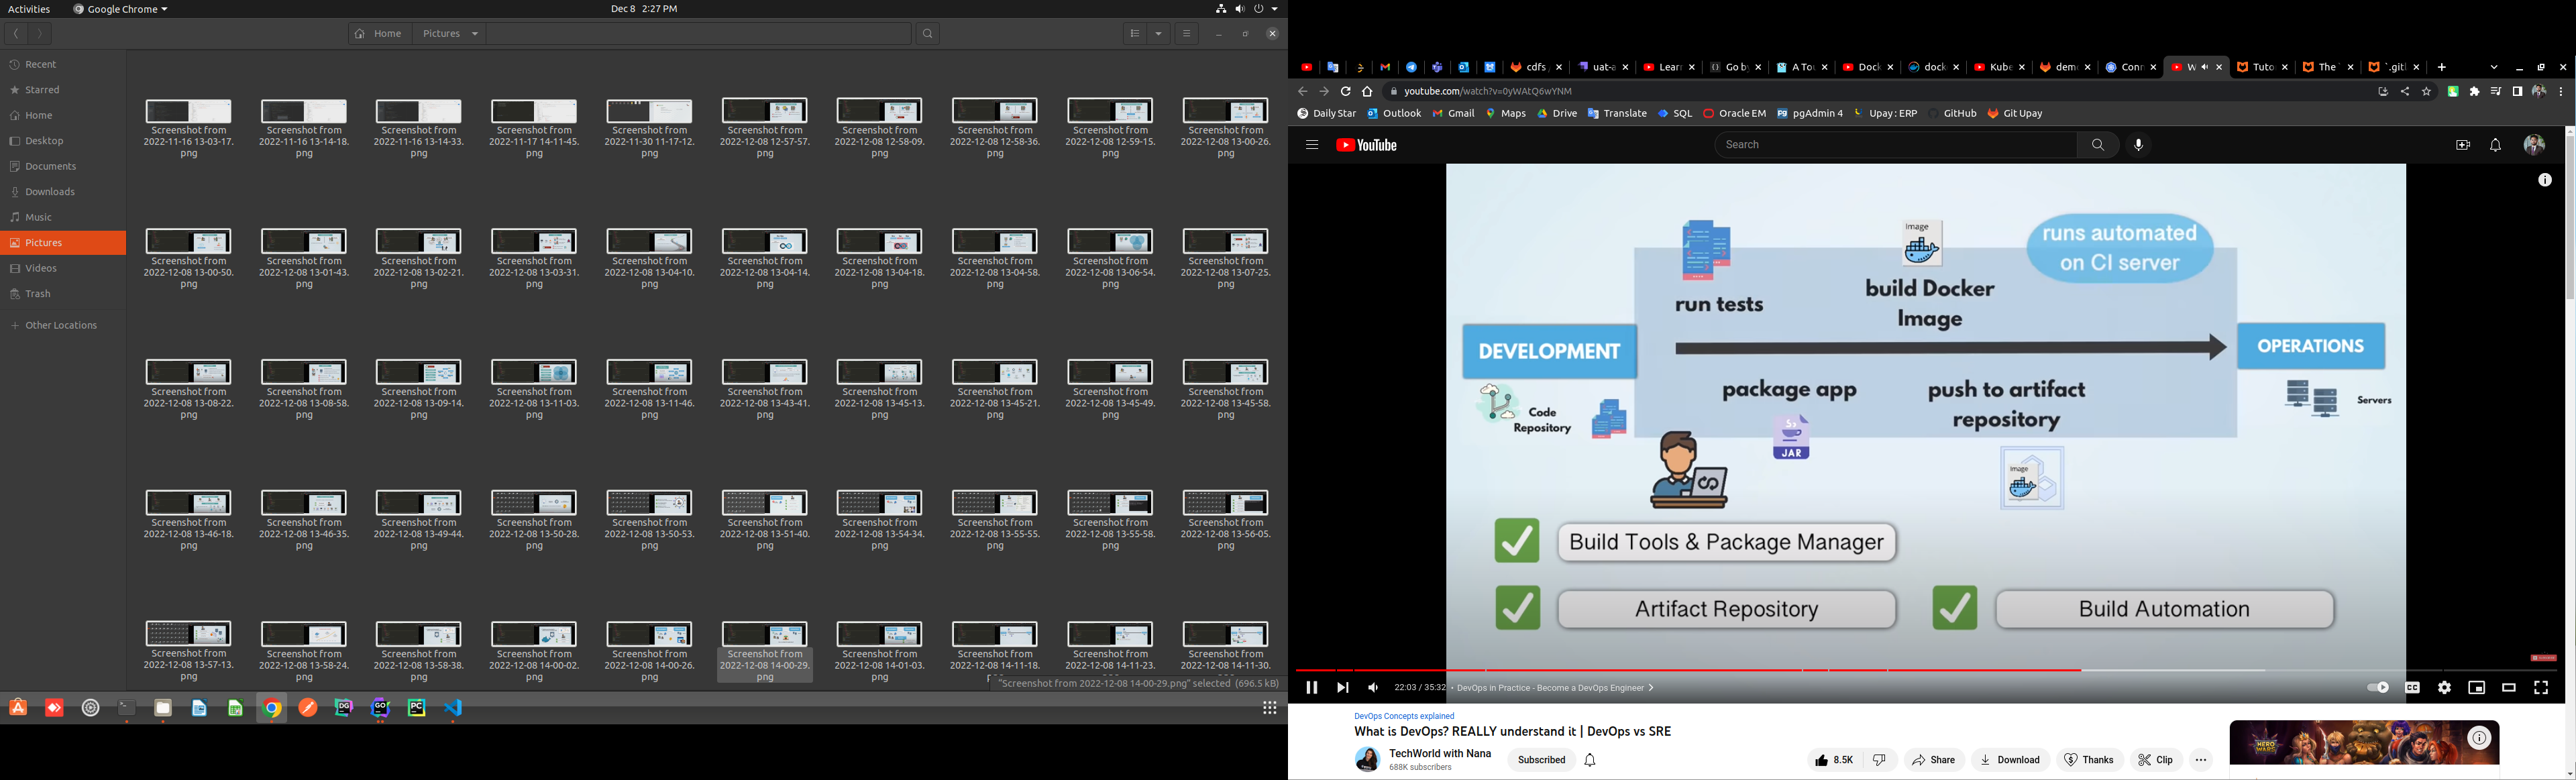 Activities
Google Chrome
Dec 8 2:27 PM
Home
Pictures
Recent
Starred
Home
Desktop
Documents
Downloads
Music
Pictures
Videos
Trash
Other Locations
Screenshot from 2022-11-16 13-03-17.png
Screenshot from 2022-11-16 13-14-18.png
Screenshot from 2022-11-16 13-14-33.png
Screenshot from 2022-11-17 14-11-45.png
Screenshot from 2022-11-30 11-17-12.png
Screenshot from 2022-12-08 12-57-57.png
Screenshot from 2022-12-08 12-58-09.png
Screenshot from 2022-12-08 12-58-36.png
Screenshot from 2022-12-08 12-59-15.png
Screenshot from 2022-12-08 13-00-26.png
Screenshot from 2022-12-08 13-00-50.png
Screenshot from 2022-12-08 13-01-43.png
Screenshot from 2022-12-08 13-02-21.png
Screenshot from 2022-12-08 13-03-31.png
Screenshot from 2022-12-08 13-04-10.png
Screenshot from 2022-12-08 13-04-14.png
Screenshot from 2022-12-08 13-04-18.png
Screenshot from 2022-12-08 13-04-58.png
Screenshot from 2022-12-08 13-06-54.png
Screenshot from 2022-12-08 13-07-25.png
Screenshot from 2022-12-08 13-08-22.png
Screenshot from 2022-12-08 13-08-58.png
Screenshot from 2022-12-08 13-09-14.png
Screenshot from 2022-12-08 13-11-03.png
Screenshot from 2022-12-08 13-11-46.png
Screenshot from 2022-12-08 13-43-41.png
Screenshot from 2022-12-08 13-45-13.png
Screenshot from 2022-12-08 13-45-21.png
Screenshot from 2022-12-08 13-45-49.png
Screenshot from 2022-12-08 13-45-58.png
Screenshot from 2022-12-08 13-46-18.png
Screenshot from 2022-12-08 13-46-35.png
Screenshot from 2022-12-08 13-49-44.png
Screenshot from 2022-12-08 13-50-28.png
Screenshot from 2022-12-08 13-50-53.png
Screenshot from 2022-12-08 13-51-40.png
Screenshot from 2022-12-08 13-54-34.png
Screenshot from 2022-12-08 13-55-55.png
Screenshot from 2022-12-08 13-55-58.png
Screenshot from 2022-12-08 13-56-05.png
Screenshot from 2022-12-08 13-57-13.png
Screenshot from 2022-12-08 13-58-24.png
Screenshot from 2022-12-08 13-58-38.png
Screenshot from 2022-12-08 14-00-02.png
Screenshot from 2022-12-08 14-00-26.png
Screenshot from 2022-12-08 14-00-29.png
Screenshot from 2022-12-08 14-01-03.png
Screenshot from 2022-12-08 14-11-18.
Screenshot from 2022-12-08 14-11-23.
Screenshot from 2022-12-08 14-11-30.
"Screenshot from 2022-12-08 14-00-29.png" selected (696.5 kB)
cdfs
uat-a
Learn
Go by
A Tou
Dock
dock
Kube
demo
Conn
W
Tuto
The
`.gitl
youtube.com/watch?v=0yWAtQ6wYNM
Daily Star
Outlook
Gmail
Maps
Drive
Translate
SQL
Oracle EM
pgAdmin 4
Upay : ERP
GitHub
Git Upay
YouTube
Search
Image
runs automated
on CI server
run tests
build Docker
Image
DEVELOPMENT
OPERATIONS
package app
push to artifact
repository
Code
Repository
Servers
JAR
Image
Build Tools & Package Manager
Artifact Repository
Build Automation
22:03 / 35:32 • DevOps in Practice - Become a DevOps Engineer
DevOps Concepts explained
What is DevOps? REALLY understand it | DevOps vs SRE
TechWorld with Nana
688K subscribers
Subscribed
8.5K
Share
Download
Thanks
Clip
HERO WARS